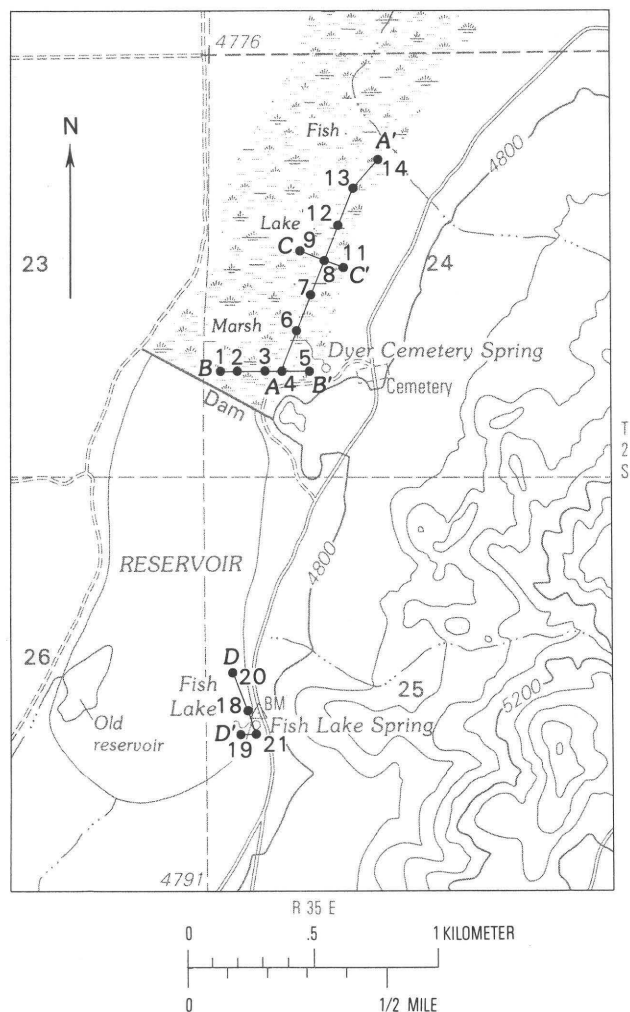 4776
N
Fish
A'
14
4800
13
12
Lake
C
9
11
C'
8
23
24
7
Marsh
6
Dyer Cemetery Spring
B
1
2
3
A
4
5
B'
Cemetery
Dam
T
2
S
RESERVOIR
4800
26
D
20
25
Fish
Lake
18
BM
5200
Old
reservoir
D'
Fish Lake Spring
19
21
4791
R 35 E
0
.5
1 KILOMETER
0
1/2 MILE